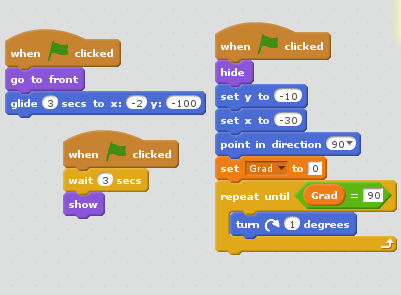 when clicked
go to front
glide 3 secs to x: -2 y: -100
when clicked
wait 3 secs
show
when clicked
hide
set y to -10
set x to -30
point in direction 90
set Grad to 0
repeat until Grad = 90
turn 1 degrees